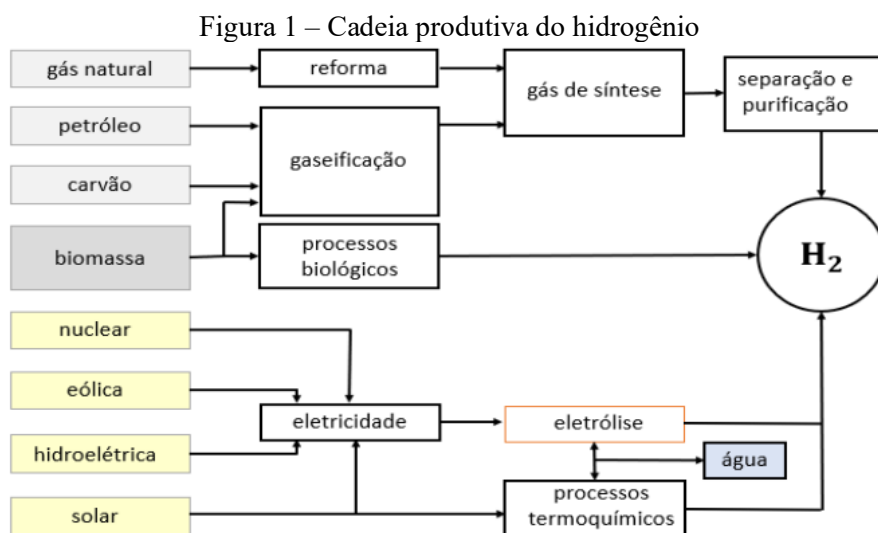 Figura 1 – Cadeia produtiva do hidrogênio
gás natural
reforma
gás de síntese
separação e
purificação
petróleo
gaseificação
carvão
biomassa
processos
biológicos
H₂
nuclear
eólica
eletricidade
eletrólise
hidroelétrica
água
solar
processos
termoquímicos